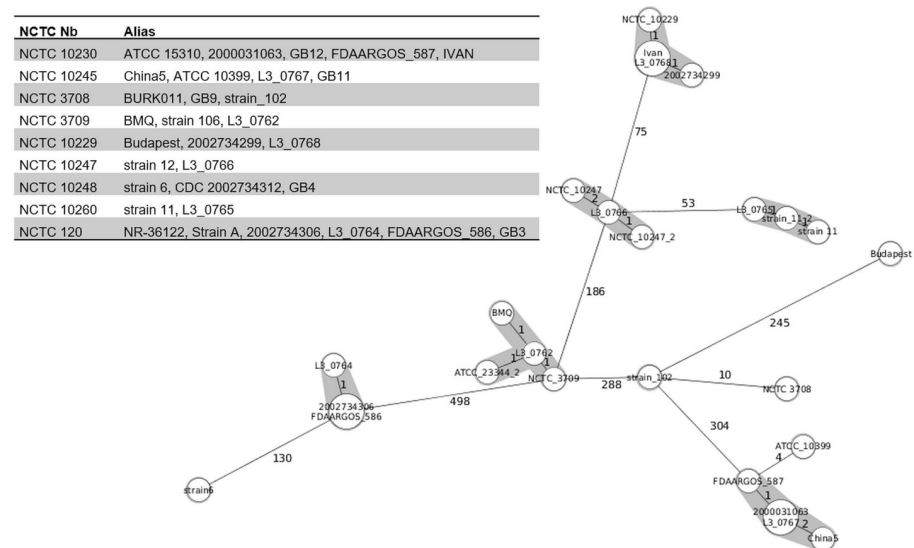 NCTC Nb Alias
NCTC 10230 ATCC 15310, 2000031063, GB12, FDAARGOS_587, IVAN
NCTC 10245 China5, ATCC 10399, L3_0767, GB11
NCTC 3708 BURK011, GB9, strain_102
NCTC 3709 BMQ, strain 106, L3_0762
NCTC 10229 Budapest, 2002734299, L3_0768
NCTC 10247 strain 12, L3_0766
NCTC 10248 strain 6, CDC 2002734312, GB4
NCTC 10260 strain 11, L3_0765
NCTC 120 NR-36122, Strain A, 2002734306, L3_0764, FDAARGOS_586, GB3
NCTC_10229
1
Ivan
L3_0768
1
2002734299
75
NCTC_10247
2
L3_0766
1
NCTC_10247_2
53
L3_0765
1
strain_11-2
1
strain 11
Budapest
186
245
BMQ
1
L3_0762
1
1
ATCC_23344_2
NCTC_3709
288
strain_102
10
NCTC 3708
L3_0764
1
2002734306
FDAARGOS_586
498
304
130
strain6
ATCC_10399
4
FDAARGOS_587
1
2000031063
L3_0767
2
China5